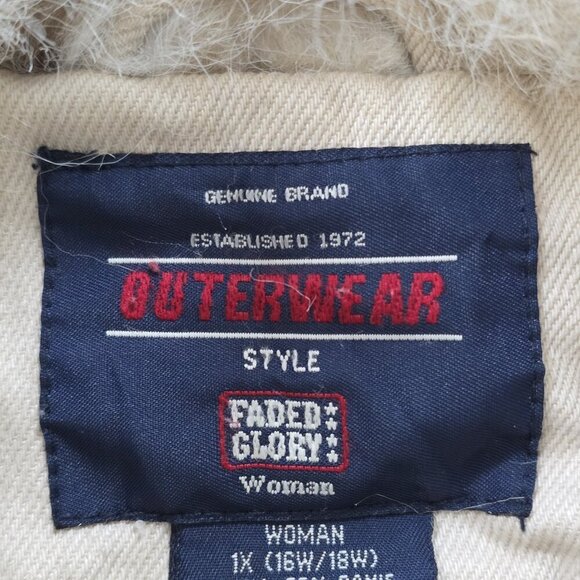 GENUINE BRAND
ESTABLISHED 1972
OUTERWEAR
STYLE
FADED
GLORY
Woman
WOMAN
1X (16W/18W)